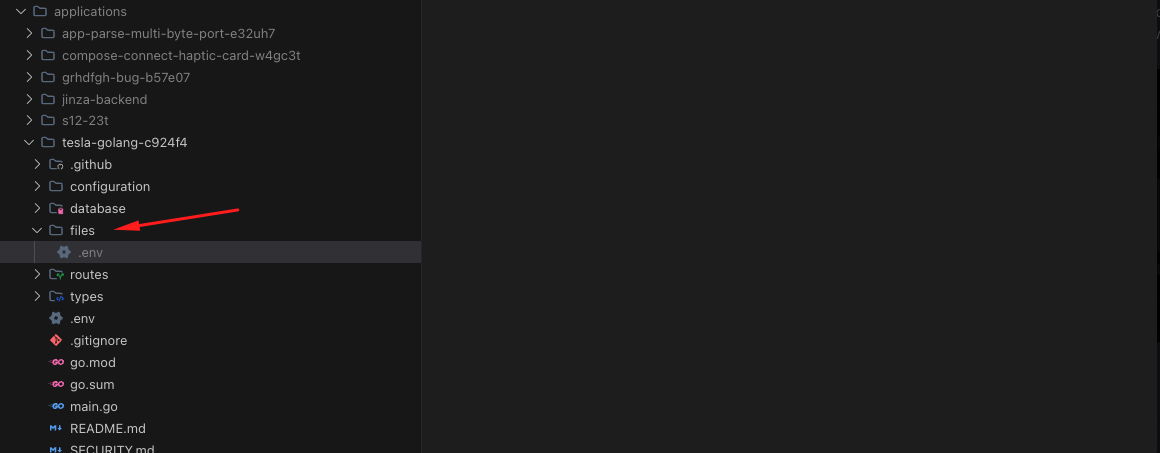 applications
app-parse-multi-byte-port-e32uh7
compose-connect-haptic-card-w4gc3t
grhdfgh-bug-b57e07
jinza-backend
s12-23t
tesla-golang-c924f4
.github
configuration
database
files
.env
routes
types
.env
.gitignore
go.mod
go.sum
main.go
README.md
SECURITY.md